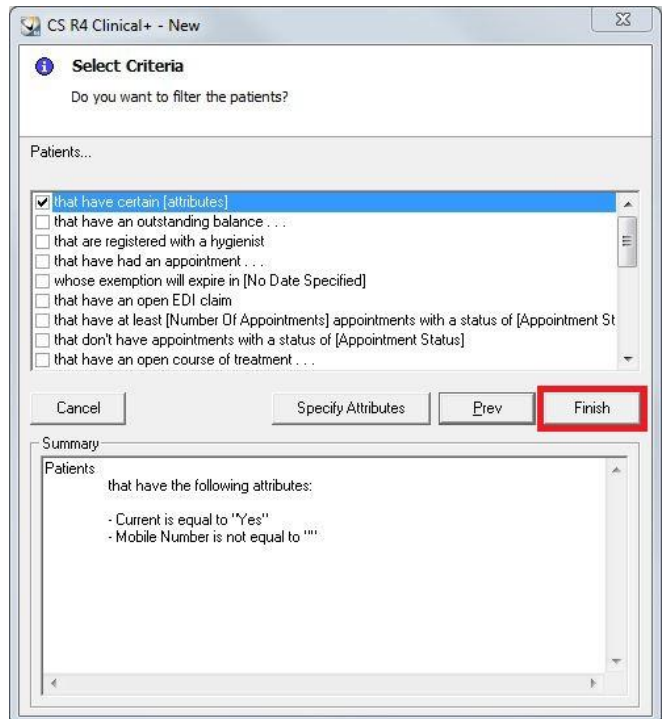 CS R4 Clinical+ - New
Select Criteria
Do you want to filter the patients?
Patients...
that have certain [attributes]
that have an outstanding balance . . .
that are registered with a hygienist
that have had an appointment . . .
whose exemption will expire in [No Date Specified]
that have an open EDI claim
that have at least [Number Of Appointments] appointments with a status of [Appointment St
that don't have appointments with a status of [Appointment Status]
that have an open course of treatment . . .
Cancel Specify Attributes Prev Finish
Summary
Patients
that have the following attributes:
- Current is equal to "Yes"
- Mobile Number is not equal to ""